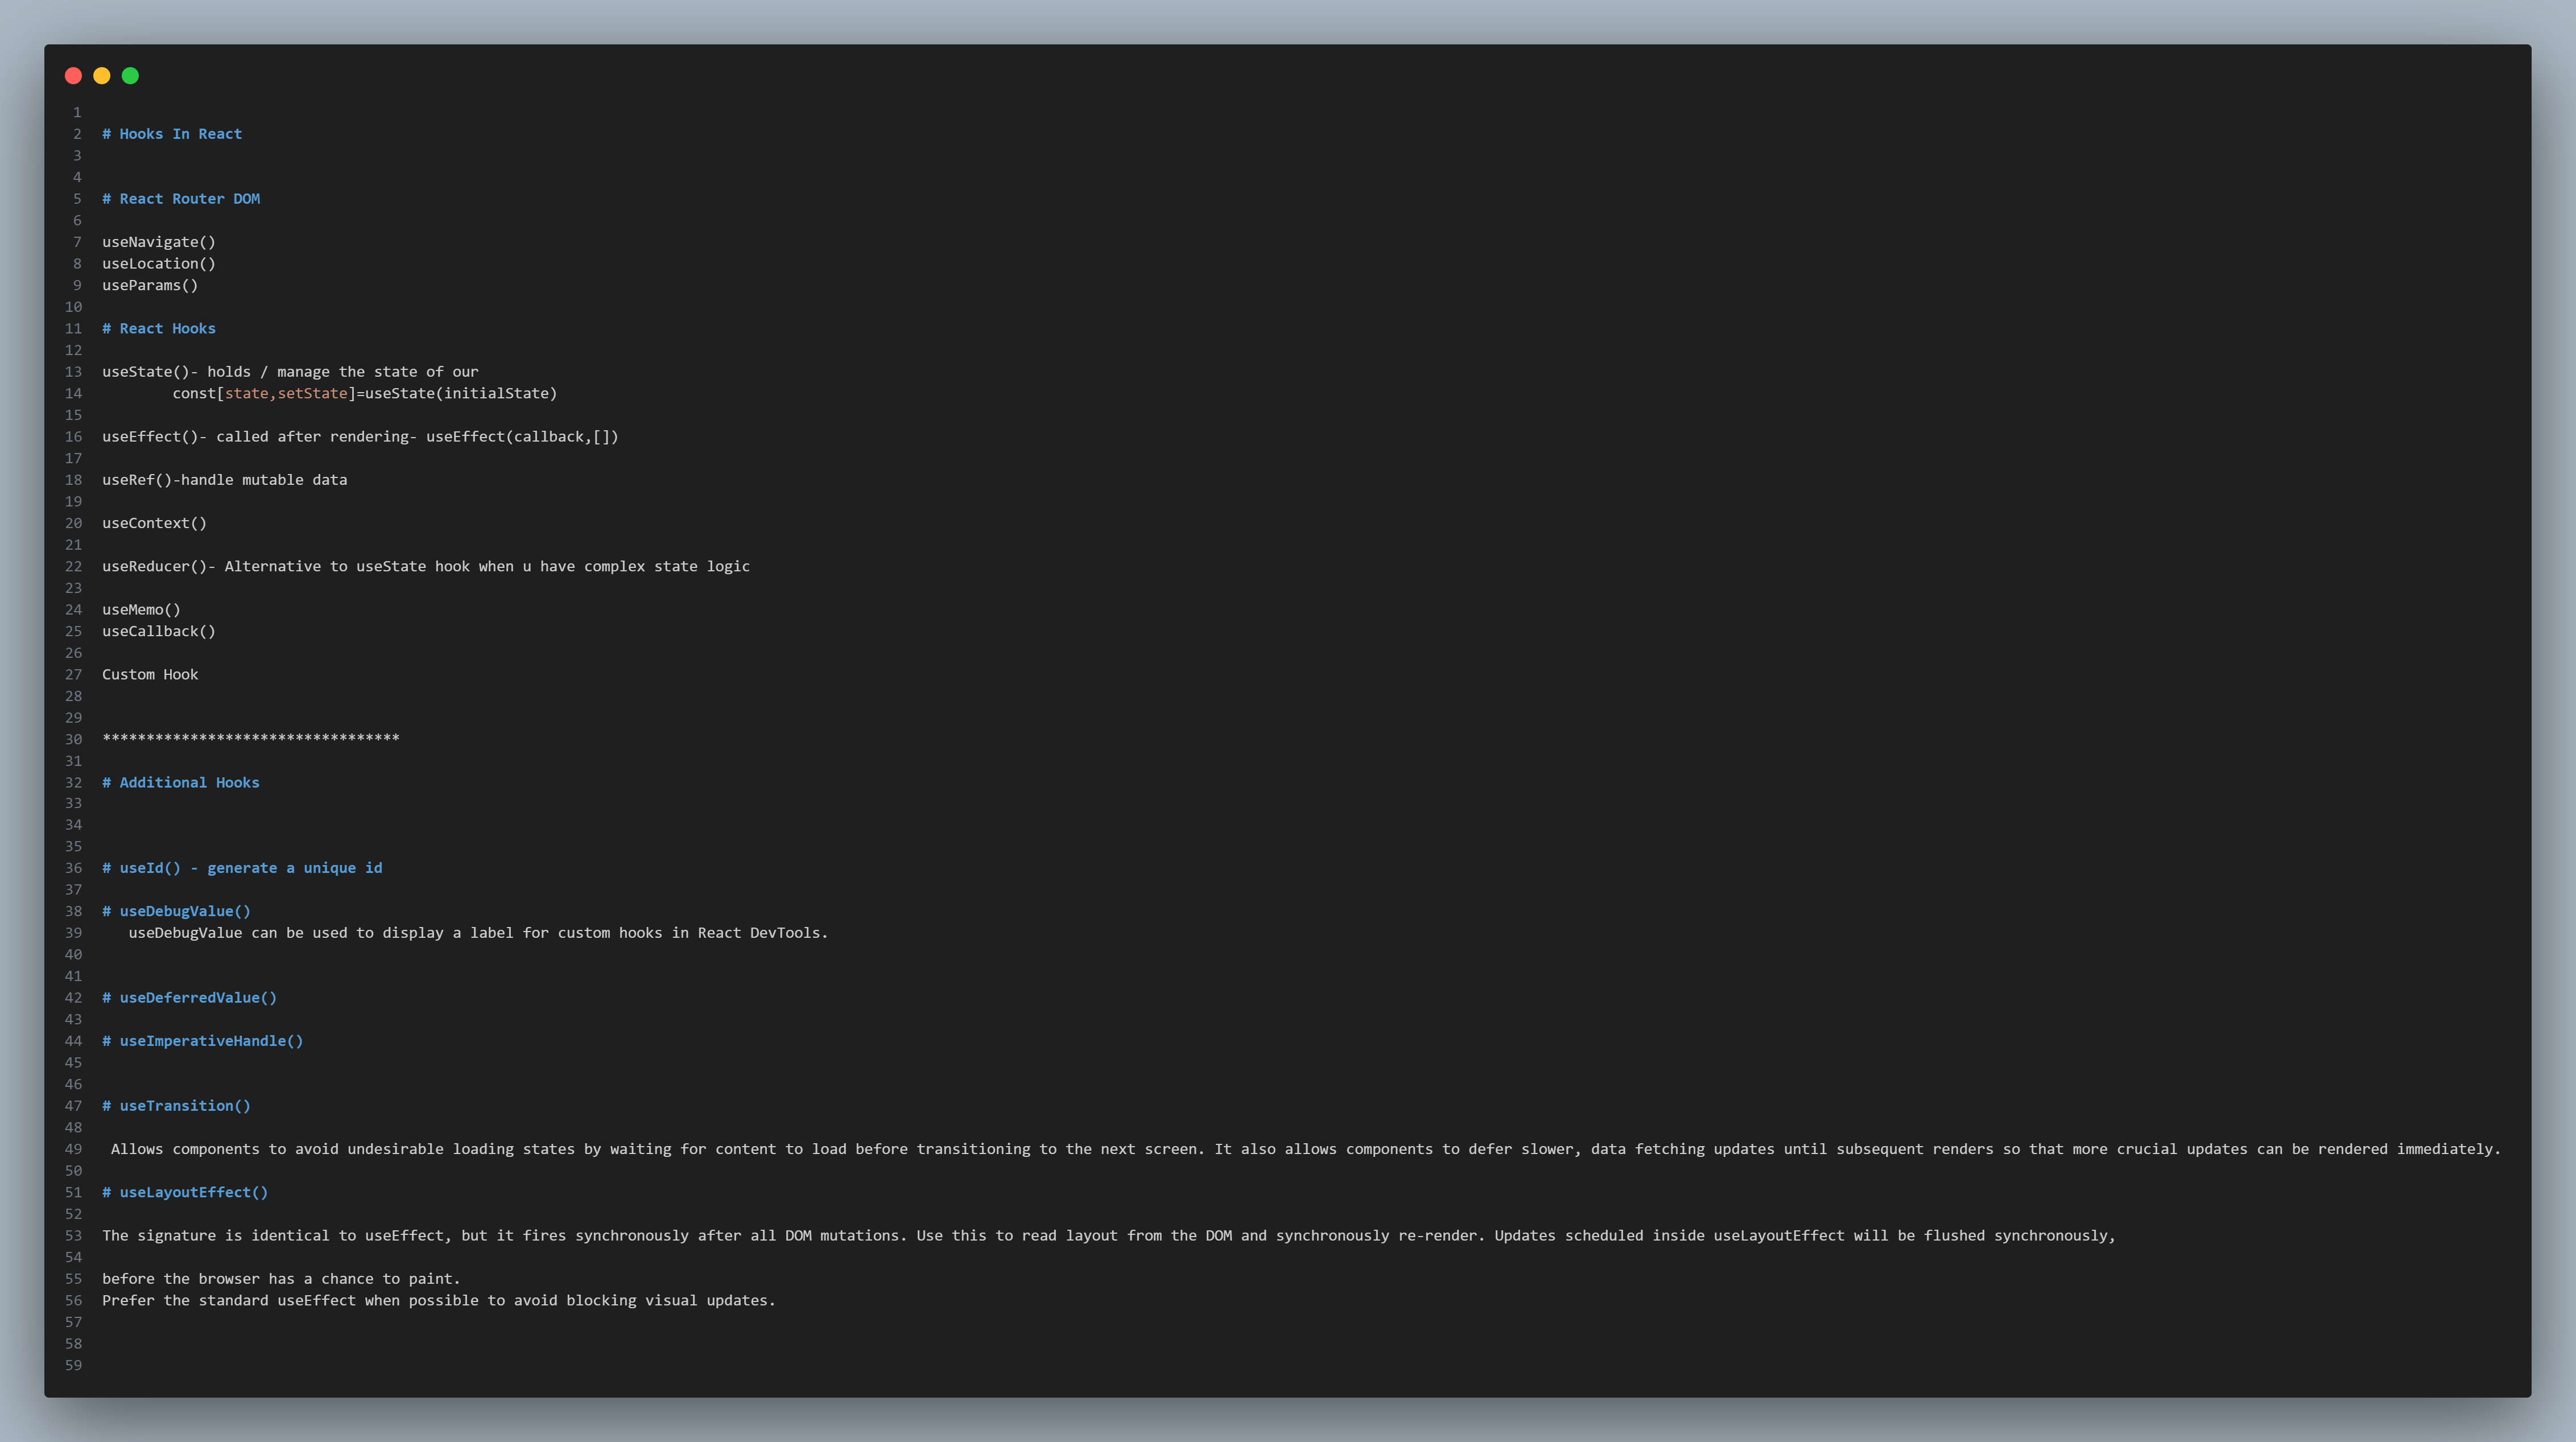 1
2 # Hooks In React
3
4
5 # React Router DOM
6
7 useNavigate()
8 useLocation()
9 useParams()
10
11 # React Hooks
12
13 useState()- holds / manage the state of our
14         const[state,setState]=useState(initialState)
15
16 useEffect()- called after rendering- useEffect(callback,[])
17
18 useRef()-handle mutable data
19
20 useContext()
21
22 useReducer()- Alternative to useState hook when u have complex state logic
23
24 useMemo()
25 useCallback()
26
27 Custom Hook
28
29
30 **********************************
31
32 # Additional Hooks
33
34
35
36 # useId() - generate a unique id
37
38 # useDebugValue()
39    useDebugValue can be used to display a label for custom hooks in React DevTools.
40
41
42 # useDeferredValue()
43
44 # useImperativeHandle()
45
46
47 # useTransition()
48
49  Allows components to avoid undesirable loading states by waiting for content to load before transitioning to the next screen. It also allows components to defer slower, data fetching updates until subsequent renders so that more crucial updates can be rendered immediately.
50
51 # useLayoutEffect()
52
53 The signature is identical to useEffect, but it fires synchronously after all DOM mutations. Use this to read layout from the DOM and synchronously re-render. Updates scheduled inside useLayoutEffect will be flushed synchronously,
54
55 before the browser has a chance to paint.
56 Prefer the standard useEffect when possible to avoid blocking visual updates.
57
58
59